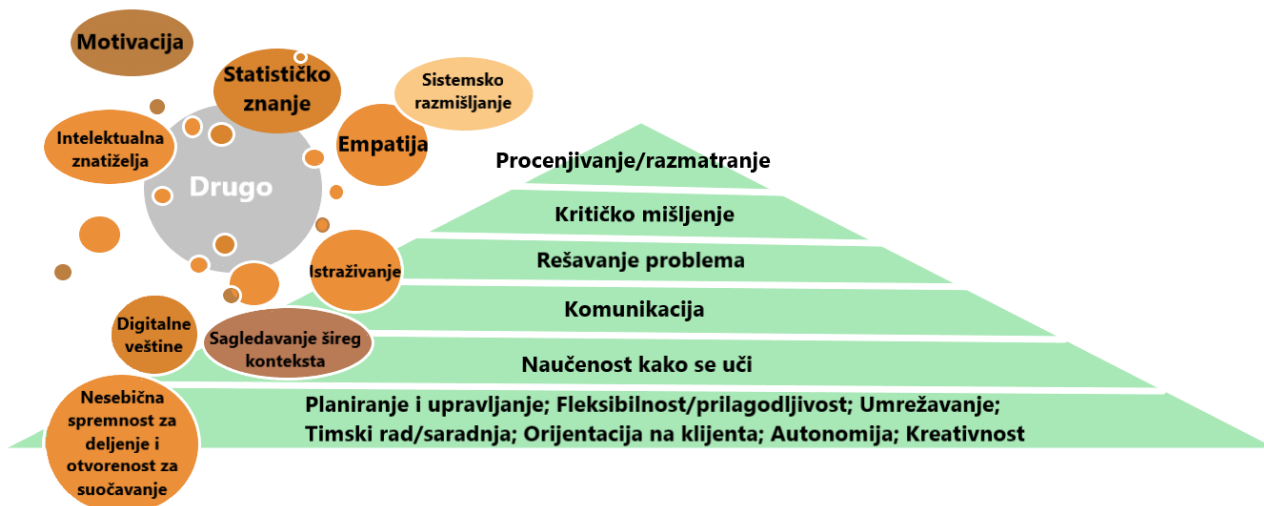 Motivacija
Statističko
znanje
Sistemsko
razmišljanje
Intelektualna
znatiželja
Empatija
Drugo
Istraživanje
Digitalne
veštine
Sagledavanje šireg
konteksta
Nesebična
spremnost za
deljenje i
otvorenost za
suočavanje
Procenjivanje/razmatranje
Kritičko mišljenje
Rešavanje problema
Komunikacija
Naučenost kako se uči
Planiranje i upravljanje; Fleksibilnost/prilagodljivost; Umrežavanje;
Timski rad/saradnja; Orijentacija na klijenta; Autonomija; Kreativnost